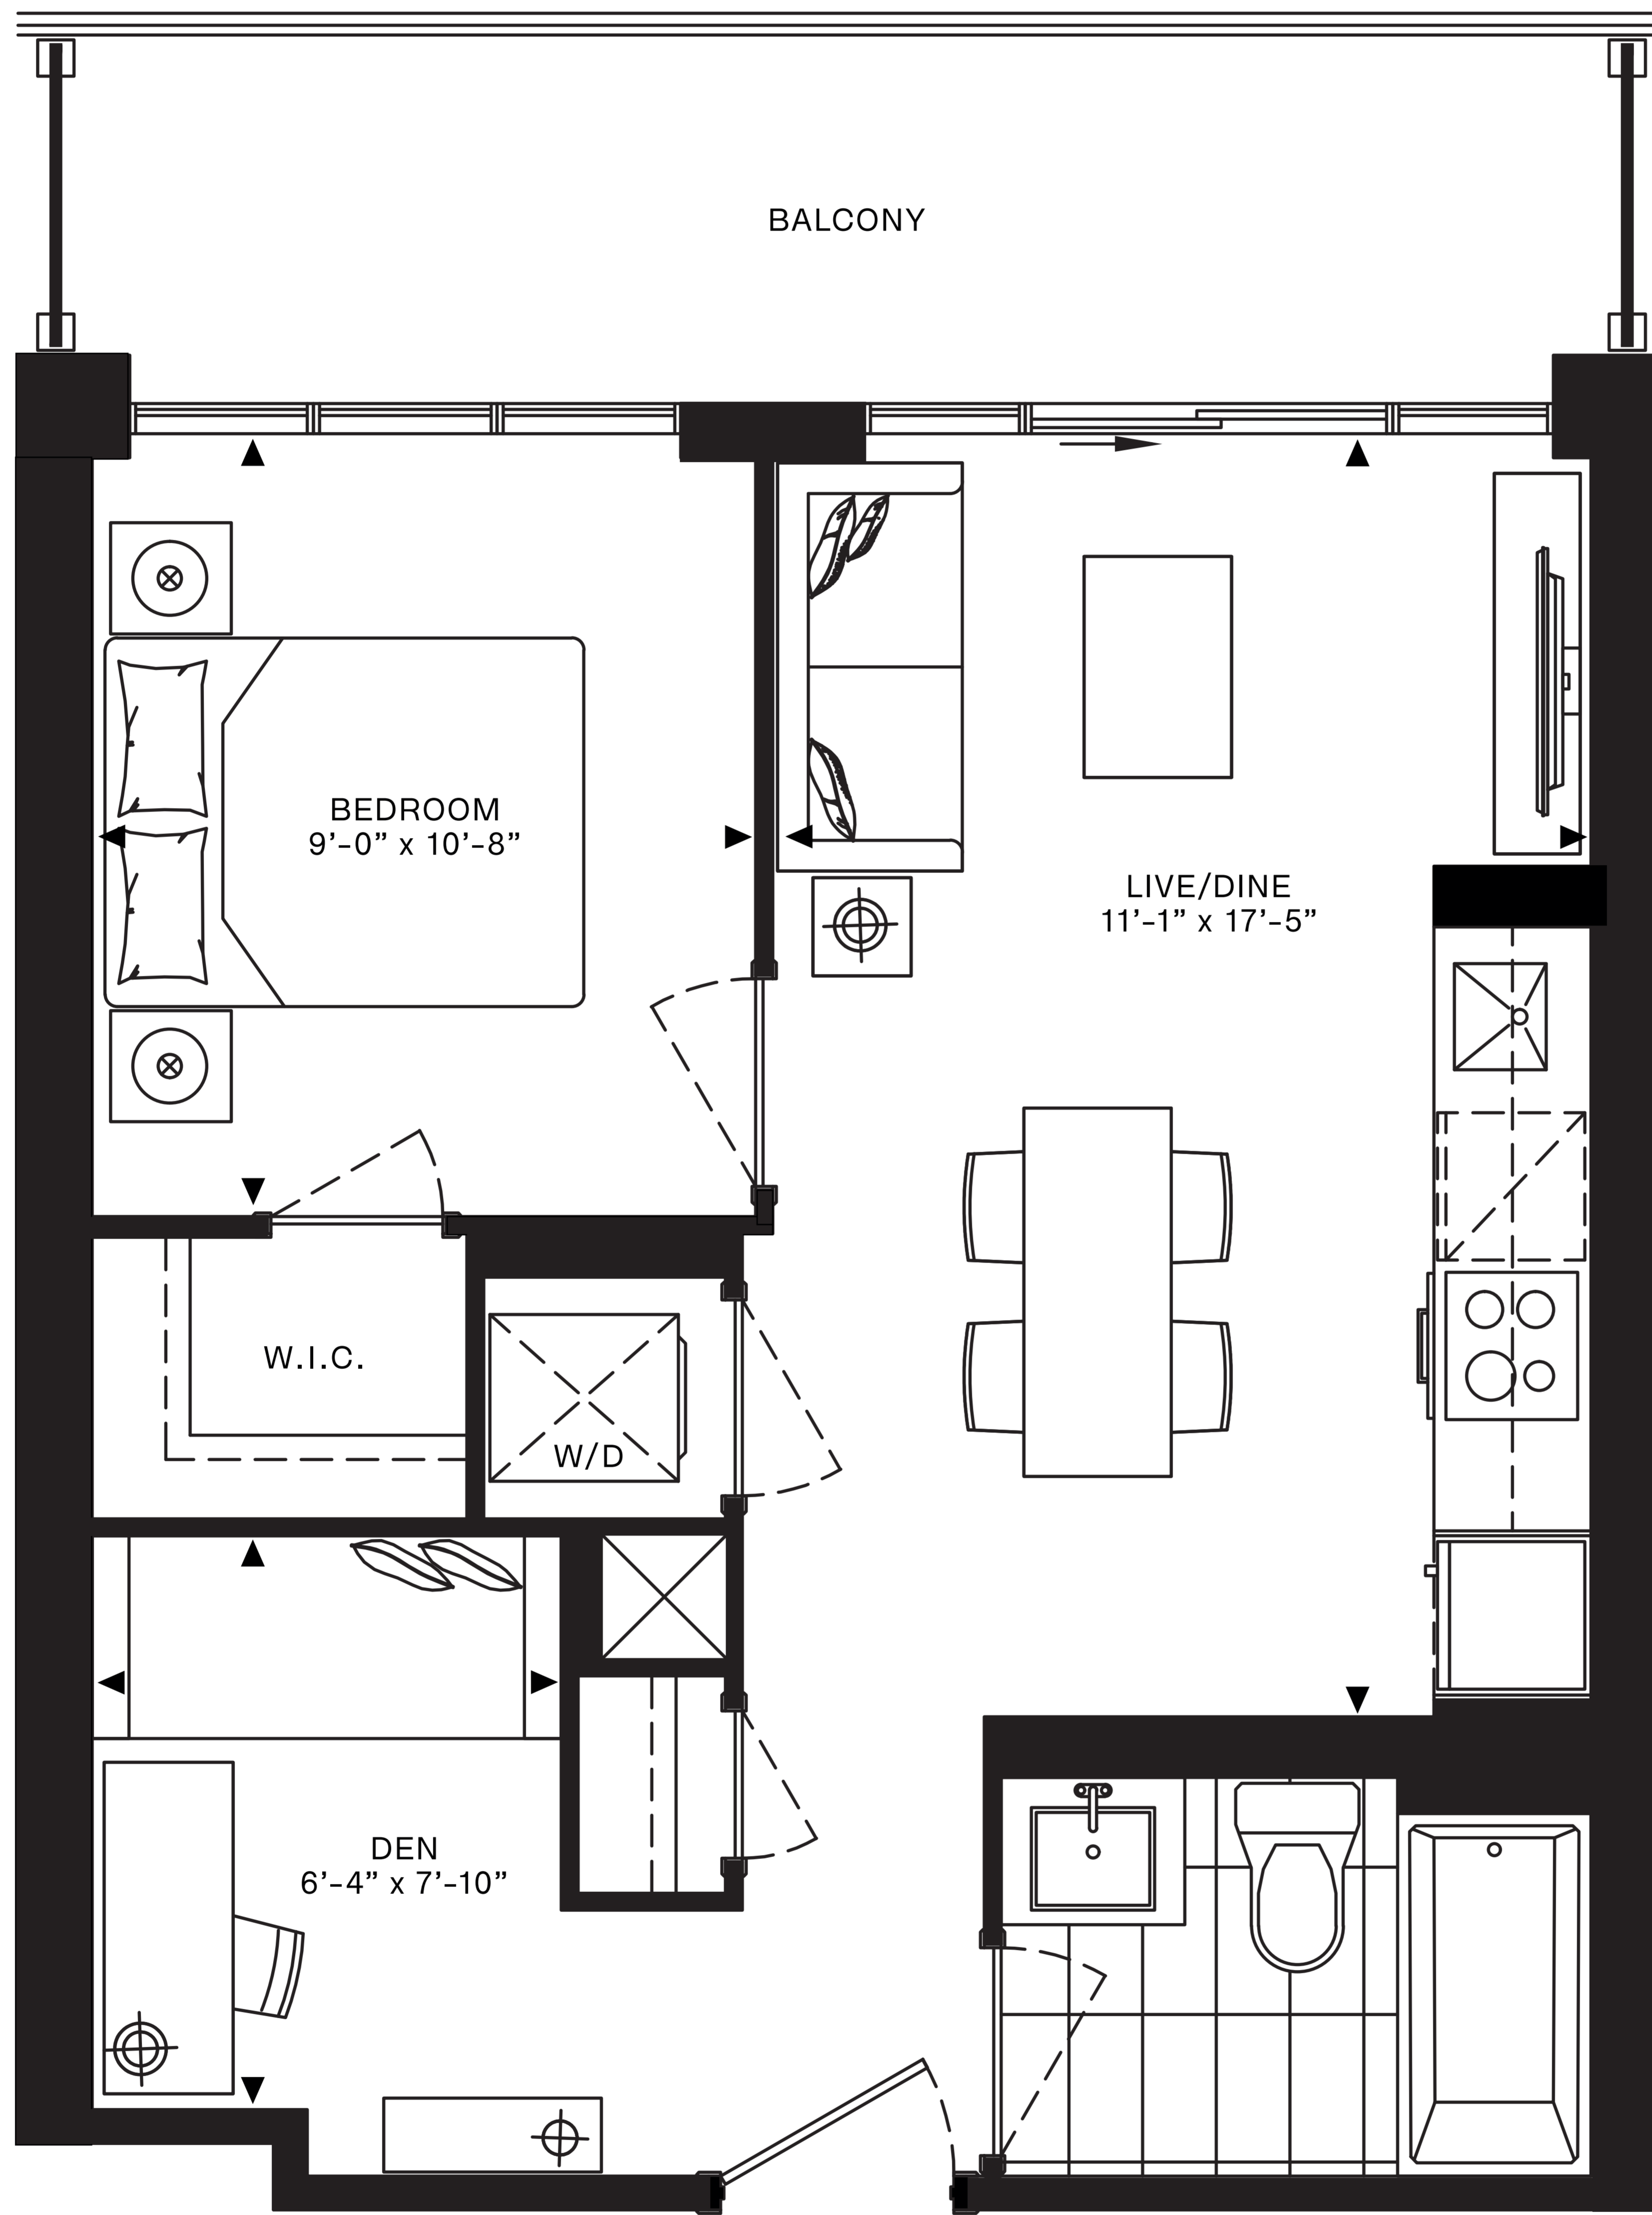 BALCONY
BEDROOM
9’-0” x 10’-8”
LIVE/DINE
11’-1” x 17’-5”
W.I.C.
W/D
DEN
6’-4” x 7’-10”